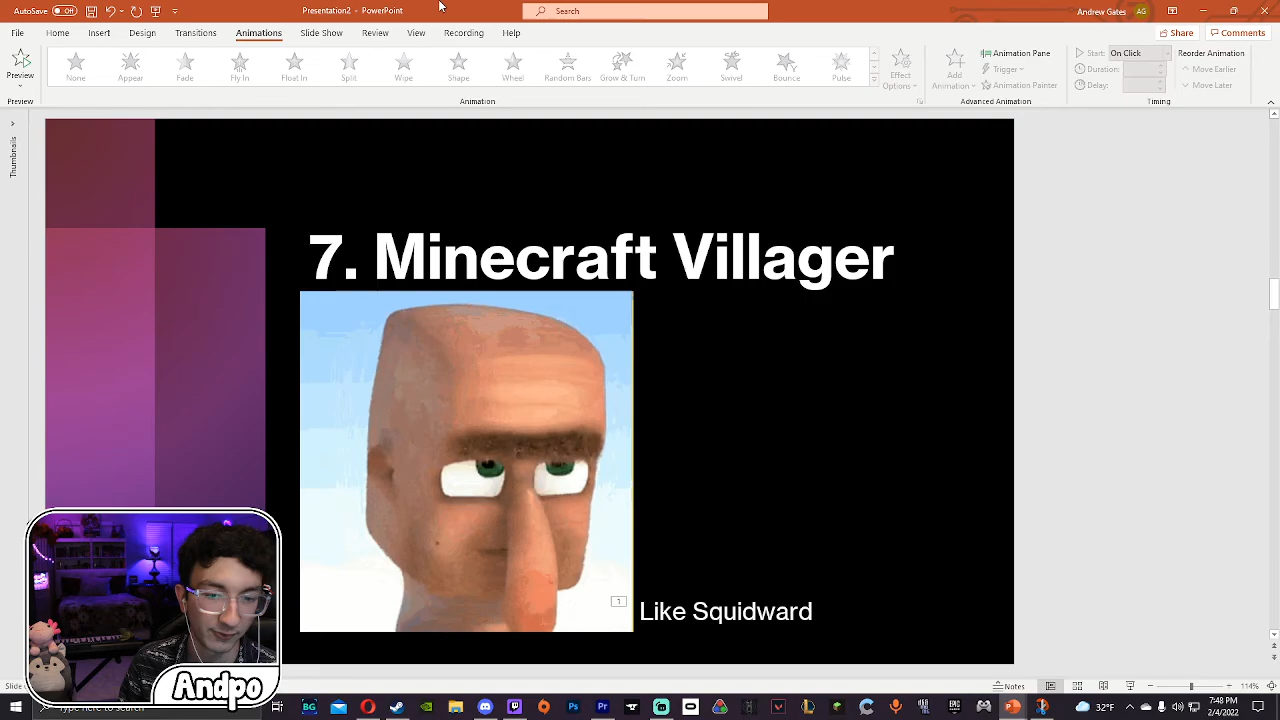 AutoSave Off Presentation2 - PowerPoint Search Andrew Gates AG
File Home Insert Design Transitions Animations Slide Show Review View Recording Help Share Comments
Preview None Appear Fade Fly In Float In Split Wipe Shape Wheel Random Bars Grow & Turn Zoom Swivel Bounce Pulse
Effect Options Add Animation Animation Pane Trigger Animation Painter
Start: On Click Duration: Delay: Reorder Animation Move Earlier Move Later
Preview Animation Advanced Animation Timing
Thumbnails
7. Minecraft Villager
1
Like Squidward
Andpo
Slide
Notes 114%
Type here to search
BG
7:48 PM
2/4/2022